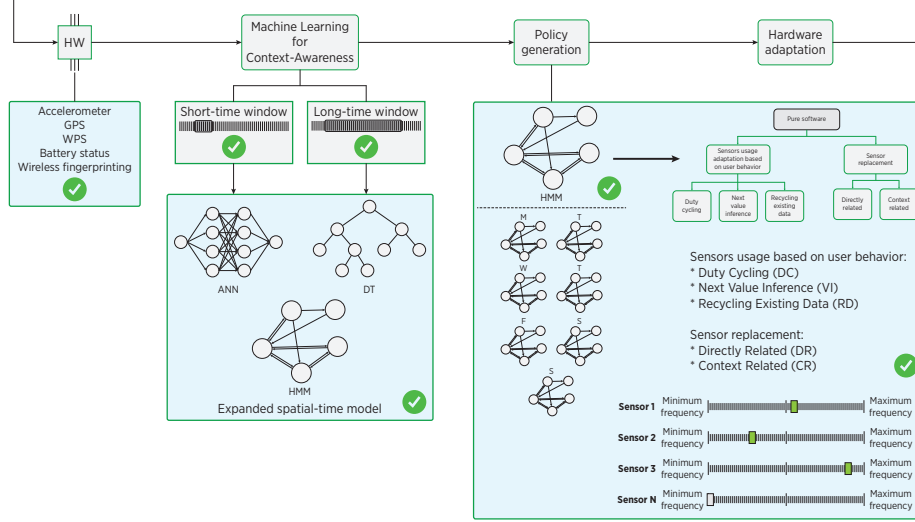 HW
Machine Learning
for
Context-Awareness
Policy
generation
Hardware
adaptation
Accelerometer
GPS
WPS
Battery status
Wireless fingerprinting
Short-time window
Long-time window
ANN
DT
HMM
Expanded spatial-time model
HMM
Pure software
Sensors usage
adaptation based
on user behavior
Sensor
replacement
Duty
cycling
Next
value
inference
Recycling
existing
data
Directly
related
Context
related
M
T
W
T
F
S
S
Sensors usage based on user behavior:
* Duty Cycling (DC)
* Next Value Inference (VI)
* Recycling Existing Data (RD)
Sensor replacement:
* Directly Related (DR)
* Context Related (CR)
Sensor 1
Minimum
frequency
Maximum
frequency
Sensor 2
Minimum
frequency
Maximum
frequency
Sensor 3
Minimum
frequency
Maximum
frequency
Sensor N
Minimum
frequency
Maximum
frequency